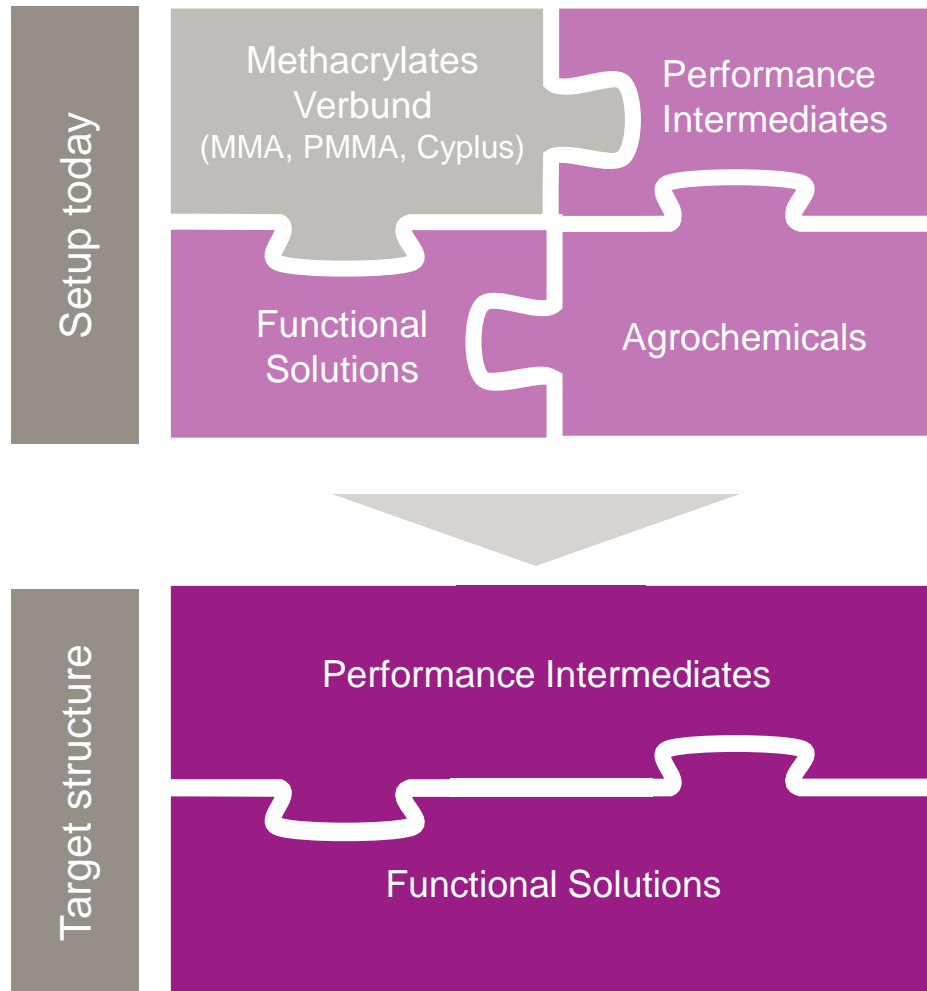 Setup today
Methacrylates
Verbund
(MMA, PMMA, Cyplus)
Performance
Intermediates
Functional
Solutions
Agrochemicals
Target structure
Performance Intermediates
Functional Solutions